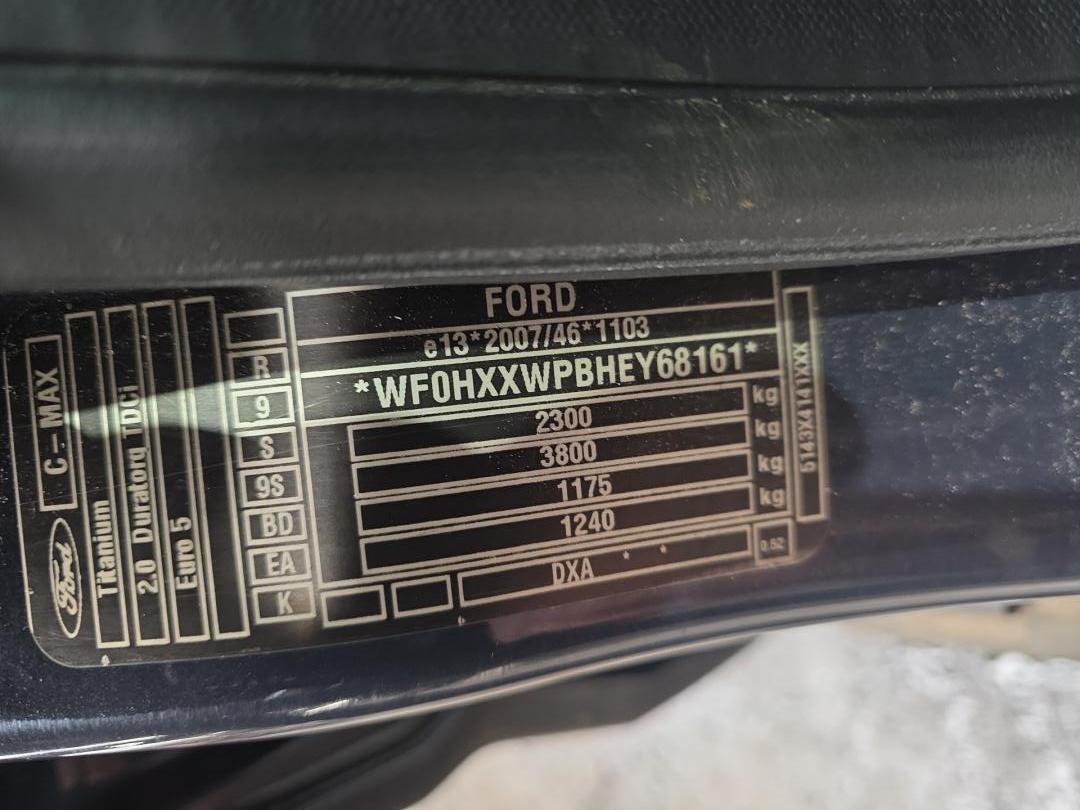 Ford
C-MAX
Titanium
2.0 Duratorq TDCi
Euro 5
B
9
S
9S
BD
EA
K
FORD
e13*2007/46*1103
*WF0HXXWPBHEY68161*
2300 kg
3800 kg
1175 kg
1240 kg
DXA * *
0.52
5143X4141XXX